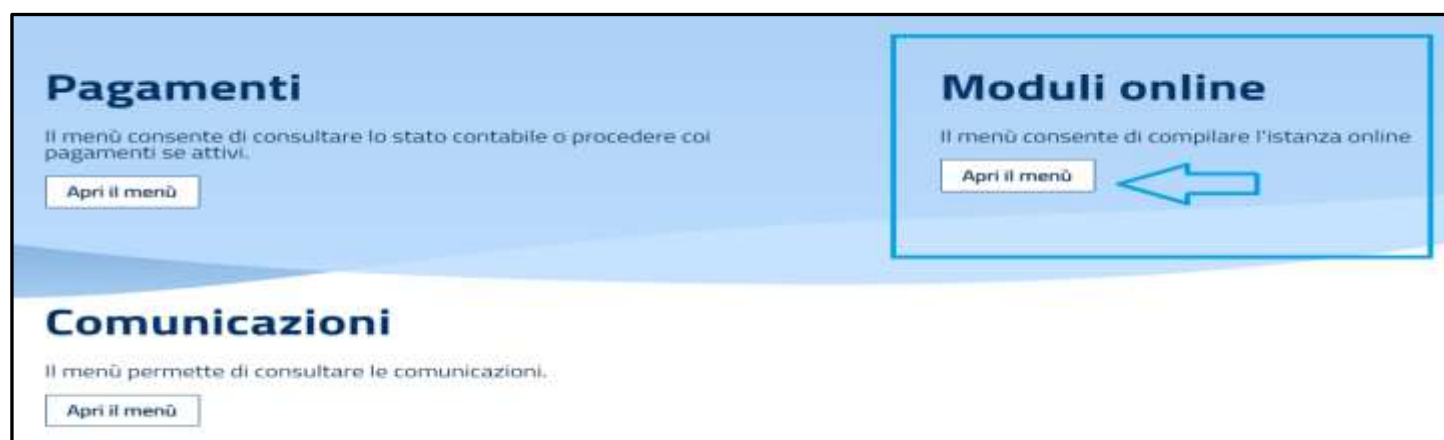 Pagamenti
Il menù consente di consultare lo stato contabile o procedere coi
pagamenti se attivi.
Apri il menù
Moduli online
Il menù consente di compilare l'istanza online
Apri il menù
Comunicazioni
Il menù permette di consultare le comunicazioni.
Apri il menù